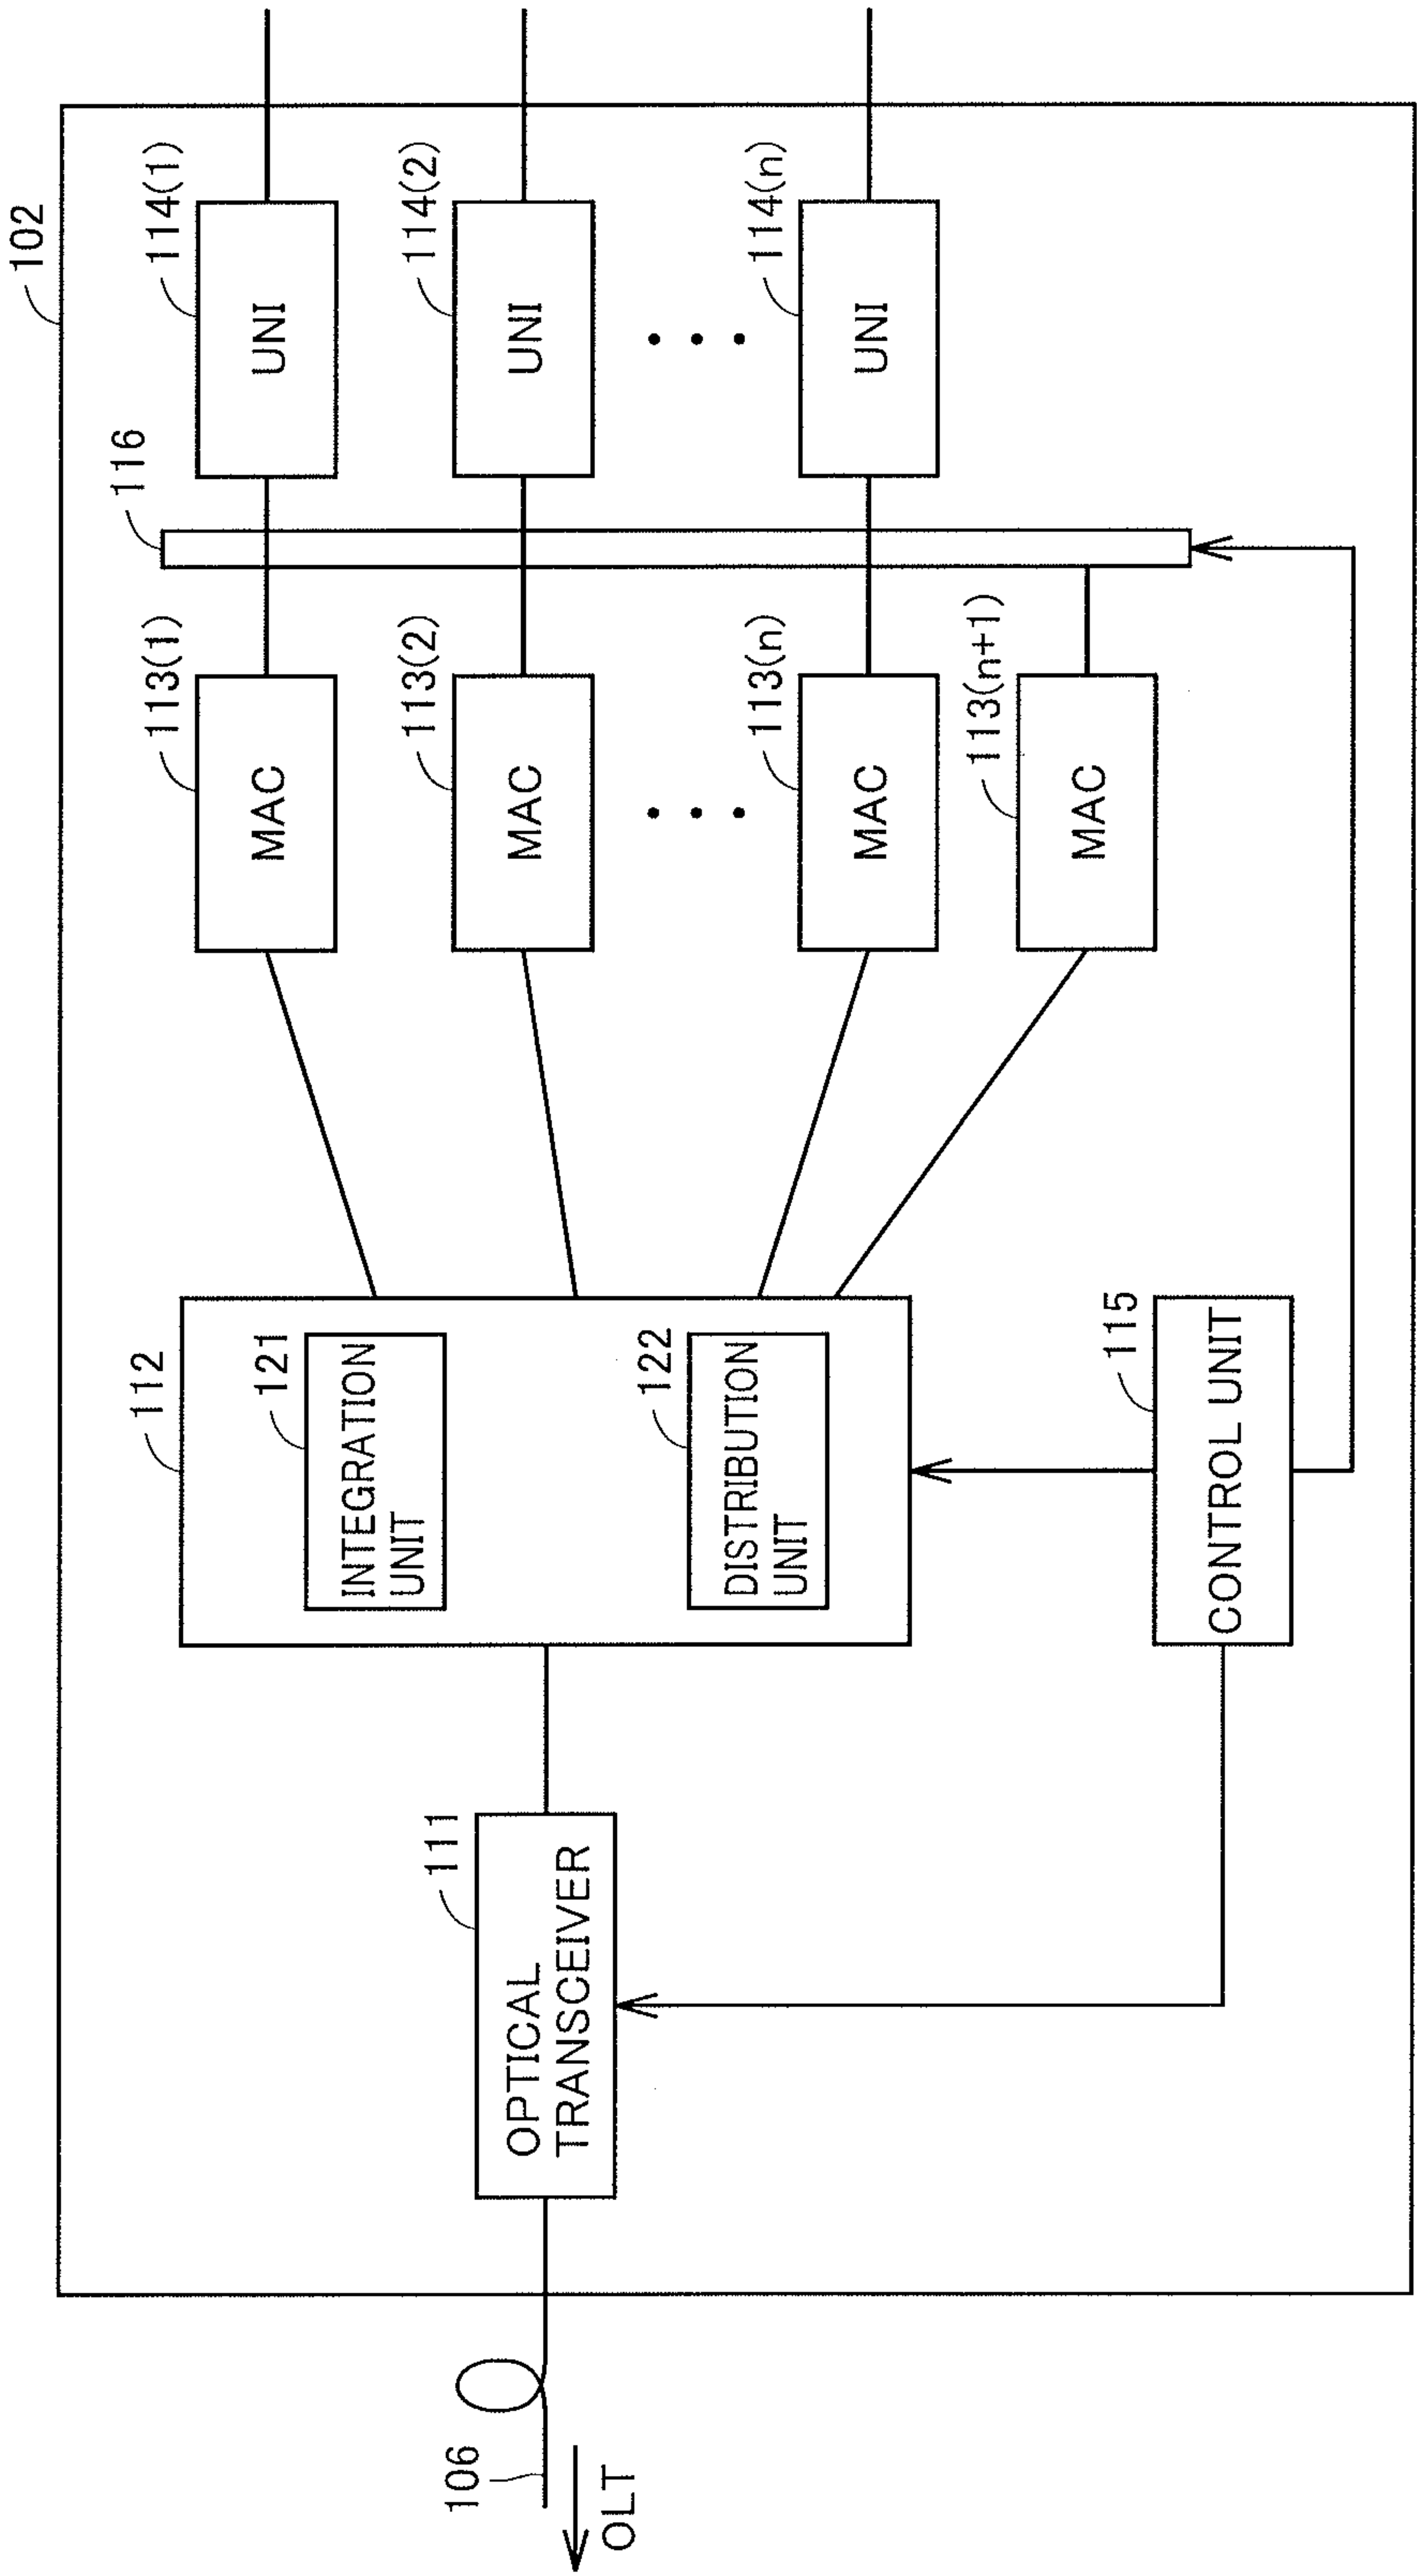 102
114(1)
UNI
114(2)
UNI
114(n)
UNI
116
113(1)
MAC
113(2)
MAC
113(n)
MAC
113(n+1)
MAC
112
121
INTEGRATION
UNIT
122
DISTRIBUTION
UNIT
115
CONTROL UNIT
111
OPTICAL
TRANSCEIVER
106
OLT